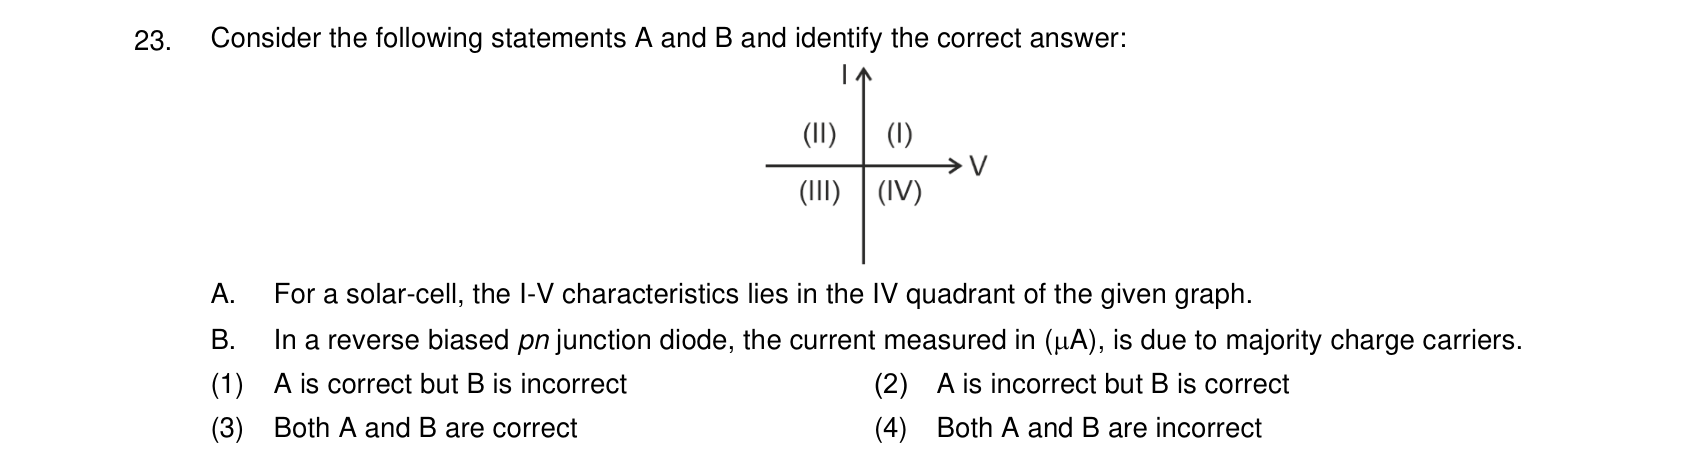 23. Consider the following statements A and B and identify the correct answer:
I
(II) (I)
V
(III) (IV)
A. For a solar-cell, the I-V characteristics lies in the IV quadrant of the given graph.
B. In a reverse biased pn junction diode, the current measured in (μA), is due to majority charge carriers.
(1) A is correct but B is incorrect (2) A is incorrect but B is correct
(3) Both A and B are correct (4) Both A and B are incorrect